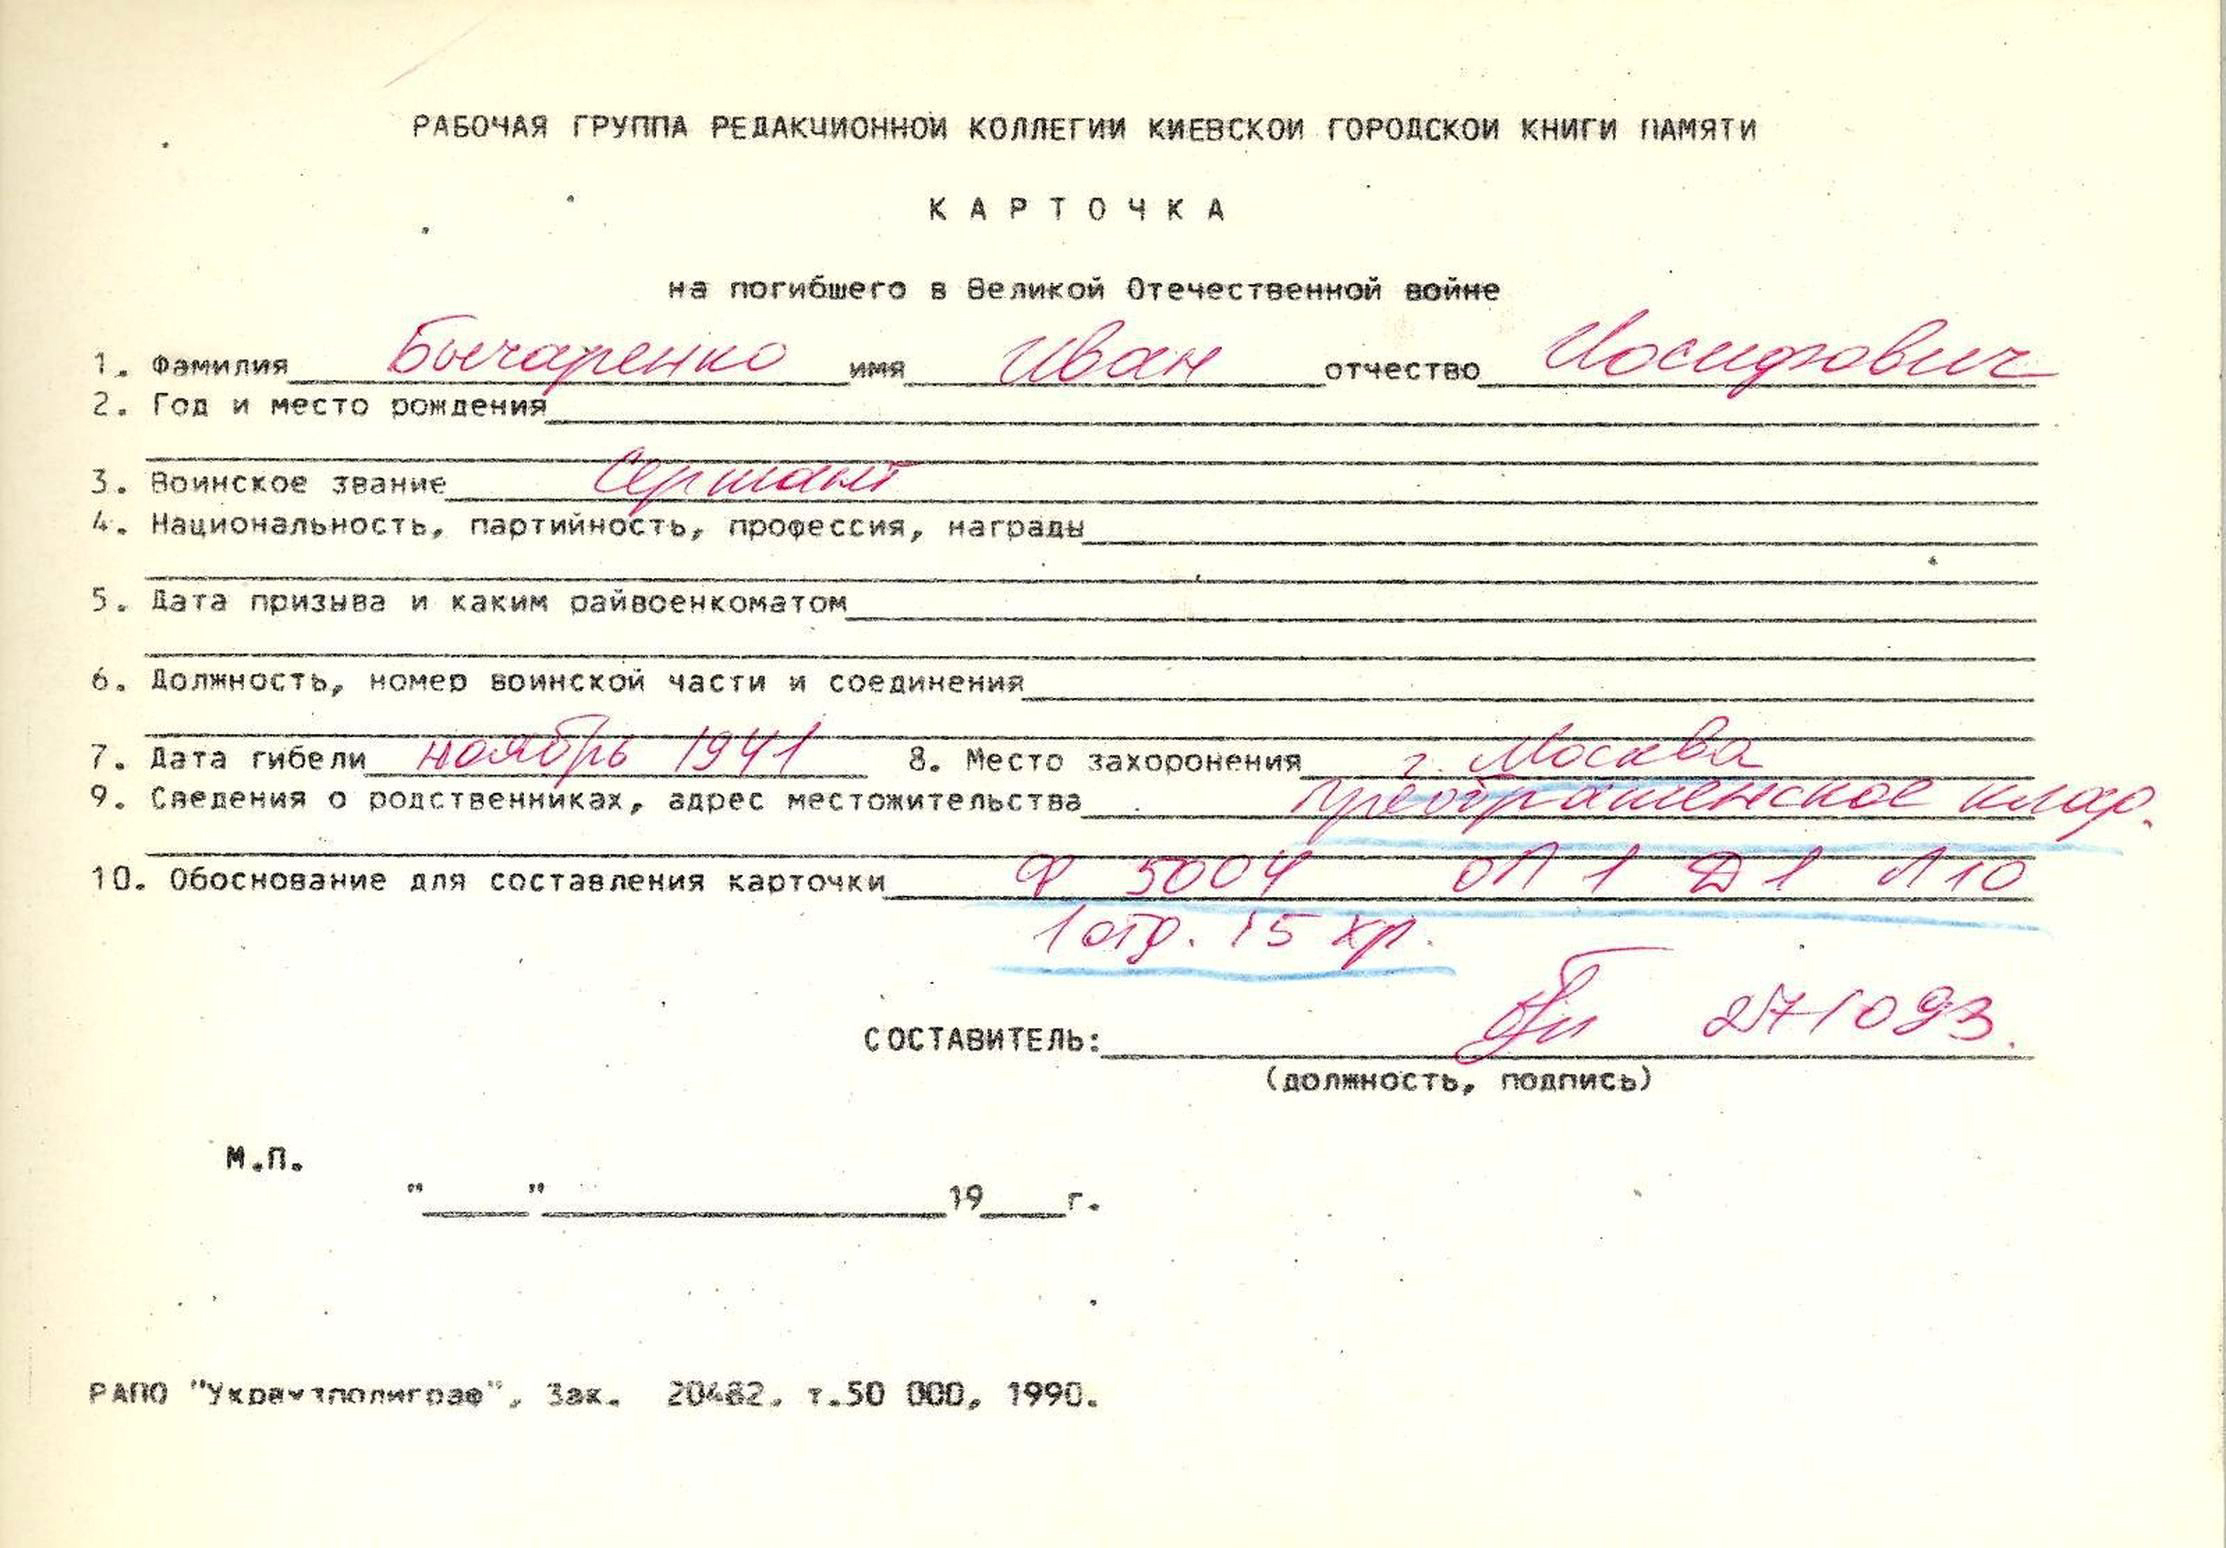 РАБОЧАЯ ГРУППА РЕДАКЦИОННОЙ КОЛЛЕГИИ КИЕВСКОЙ ГОРОДСКОЙ КНИГИ ПАМЯТИ
КАРТОЧКА
на погибшего в Великой Отечественной войне
1. Фамилия Бычаренко имя Иван отчество Иосифович
2. Год и место рождения
3. Воинское звание Сержант
4. Национальность, партийность, профессия, награды
5. Дата призыва и каким райвоенкоматом
6. Должность, номер воинской части и соединения
7. Дата гибели ноябрь 1941 8. Место захоронения г. Москва
9. Сведения о родственниках, адрес местожительства Преображенское клад.
10. Обоснование для составления карточки Ф 5004 ОП 1 Д 1 Л 10
1 отд. 15 хр.
СОСТАВИТЕЛЬ: 271093.
(должность, подпись)
М.П.
" " 19 г.
РАПО "Укрвузполиграф", Зак. 20482. т.50 000, 1990.